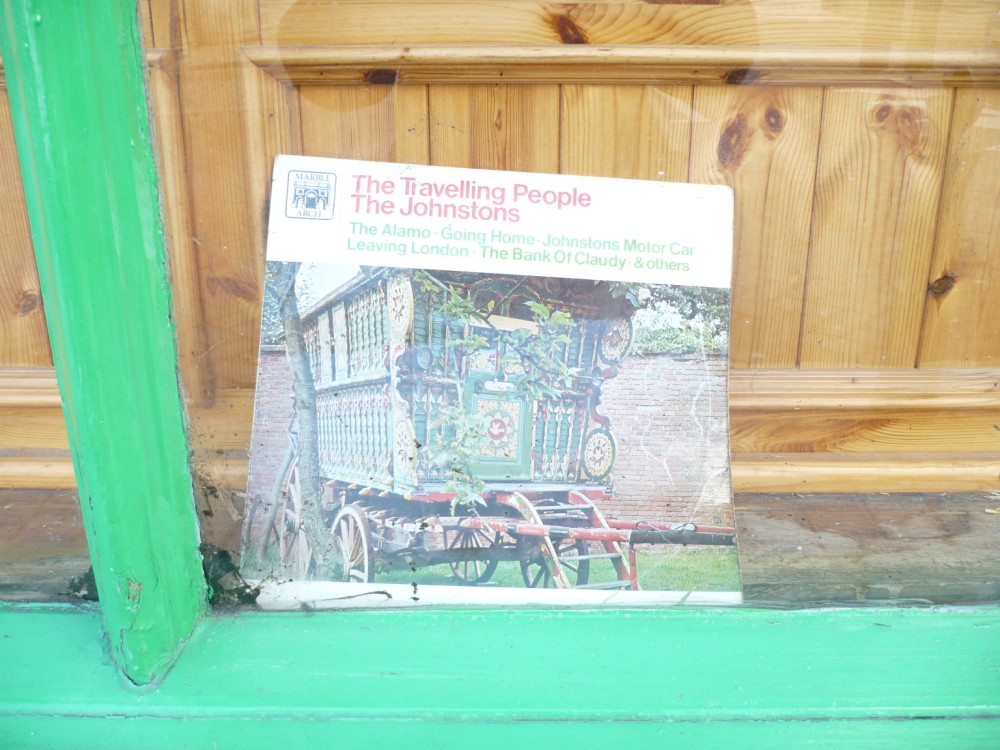 MARBLE
ARCH
The Travelling People
The Johnstons
The Alamo · Going Home · Johnstons Motor Car
Leaving London · The Bank Of Claudy · & others